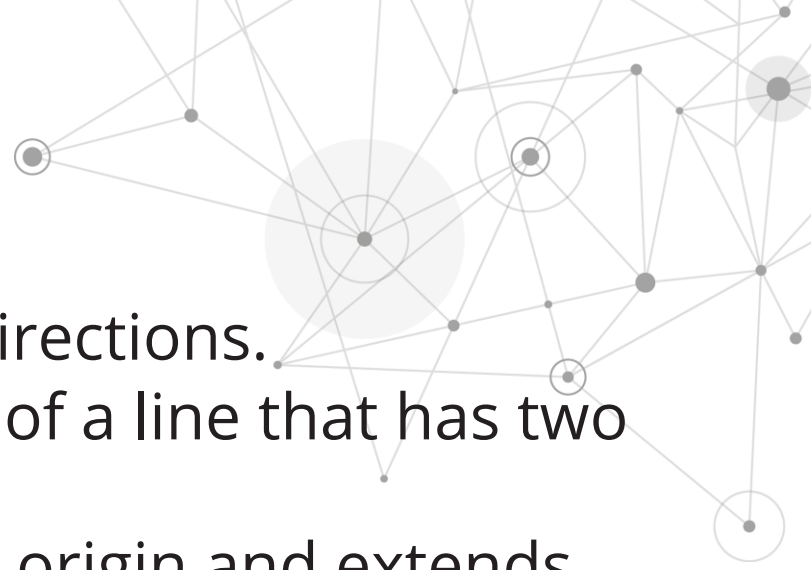 irections.
of a line that has two
origin and extends